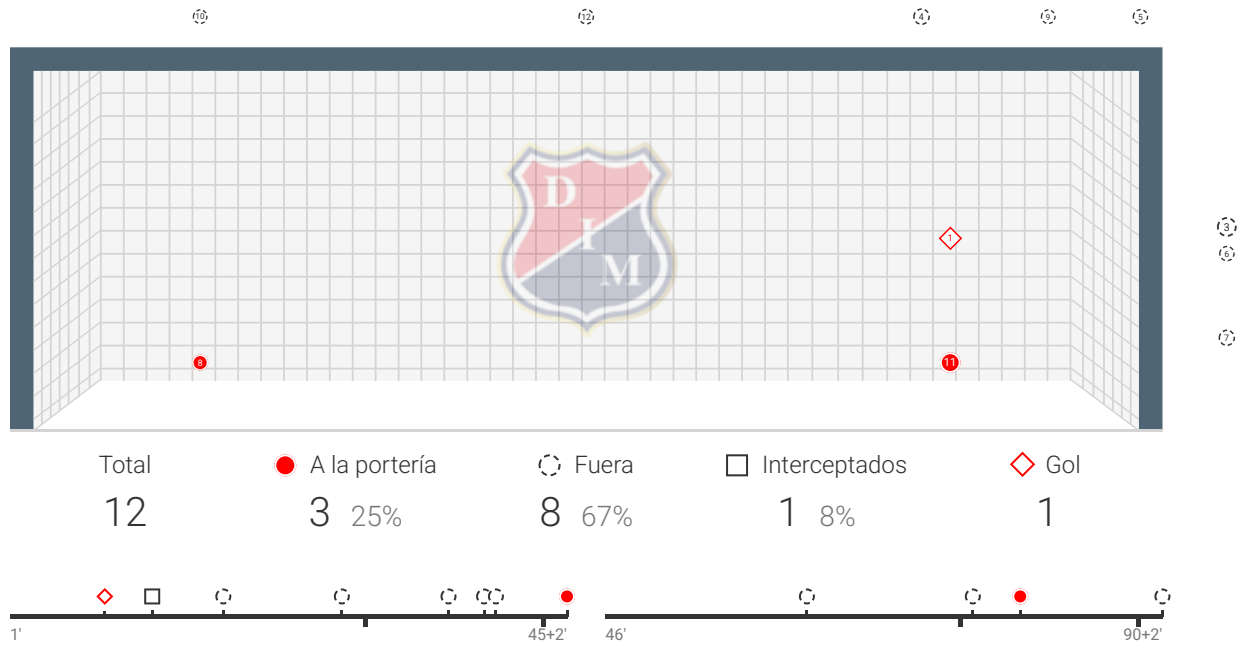 10 12 4 9 5
D
I
M
3
1
6
7
8 11
Total A la portería Fuera Interceptados Gol
12 3 25% 8 67% 1 8% 1
1' 45+2' 46' 90+2'